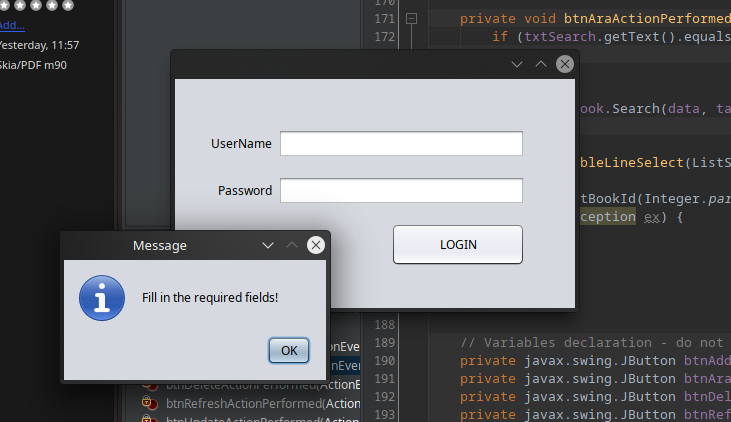 Add...
Yesterday, 11:57
Skia/PDF m90
170
171 private void btnAraActionPerformed
172 if (txtSearch.getText().equals
ook.Search(data, ta
bleLineSelect(ListS
tBookId(Integer.par
ception ex) {
UserName
Password
LOGIN
Message
Fill in the required fields!
OK
188
189 // Variables declaration - do not
190 private javax.swing.JButton btnAdd
191 private javax.swing.JButton btnAra
192 private javax.swing.JButton btnDel
193 private javax.swing.JButton btnRef
onEve
nEven
btnDeleteActionPerformed(ActionE
btnRefreshActionPerformed(Action
btnUpdateActionPerformed(Action